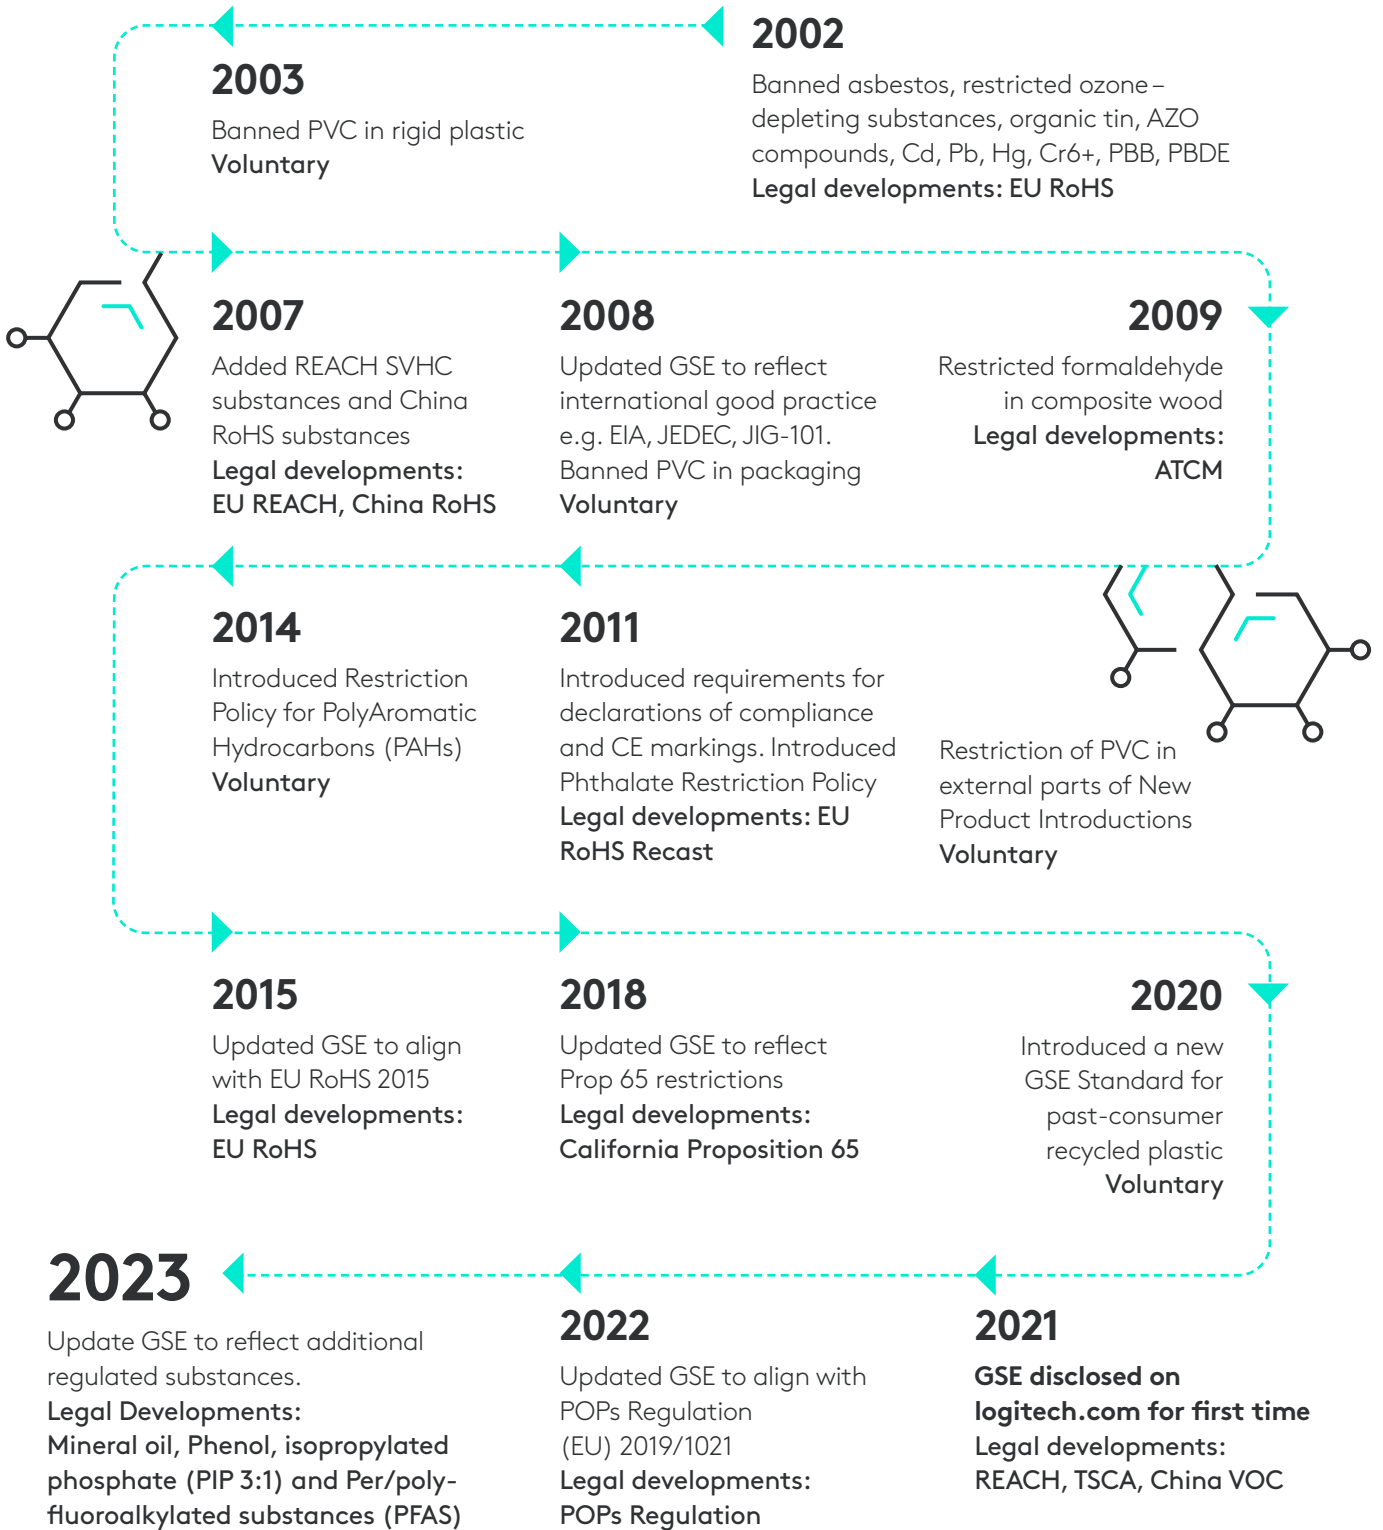 2002
Banned asbestos, restricted ozone –
depleting substances, organic tin, AZO
compounds, Cd, Pb, Hg, Cr6+, PBB, PBDE
Legal developments: EU RoHS
2003
Banned PVC in rigid plastic
Voluntary
2007
Added REACH SVHC
substances and China
RoHS substances
Legal developments:
EU REACH, China RoHS
2008
Updated GSE to reflect
international good practice
e.g. EIA, JEDEC, JIG-101.
Banned PVC in packaging
Voluntary
2009
Restricted formaldehyde
in composite wood
Legal developments:
ATCM
Restriction of PVC in
external parts of New
Product Introductions
Voluntary
2011
Introduced requirements for
declarations of compliance
and CE markings. Introduced
Phthalate Restriction Policy
Legal developments: EU
RoHS Recast
2014
Introduced Restriction
Policy for PolyAromatic
Hydrocarbons (PAHs)
Voluntary
2015
Updated GSE to align
with EU RoHS 2015
Legal developments:
EU RoHS
2018
Updated GSE to reflect
Prop 65 restrictions
Legal developments:
California Proposition 65
2020
Introduced a new
GSE Standard for
past-consumer
recycled plastic
Voluntary
2021
GSE disclosed on
logitech.com for first time
Legal developments:
REACH, TSCA, China VOC
2022
Updated GSE to align with
POPs Regulation
(EU) 2019/1021
Legal developments:
POPs Regulation
2023
Update GSE to reflect additional
regulated substances.
Legal Developments:
Mineral oil, Phenol, isopropylated
phosphate (PIP 3:1) and Per/poly-
fluoroalkylated substances (PFAS)